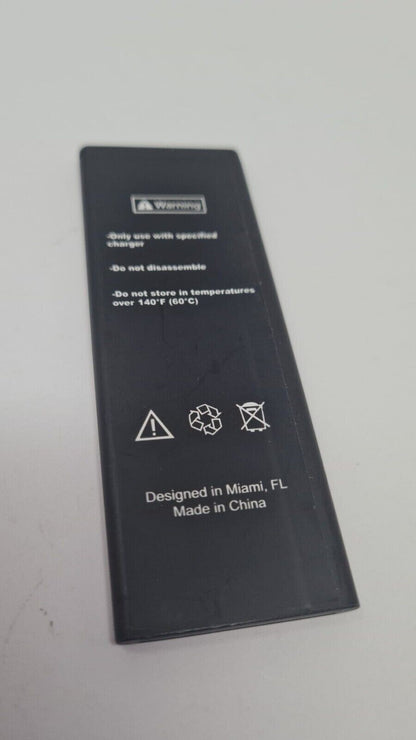 Warning
-Only use with specified
charger
-Do not disassemble
-Do not store in temperatures
over 140°F (60°C)
Designed in Miami, FL
Made in China